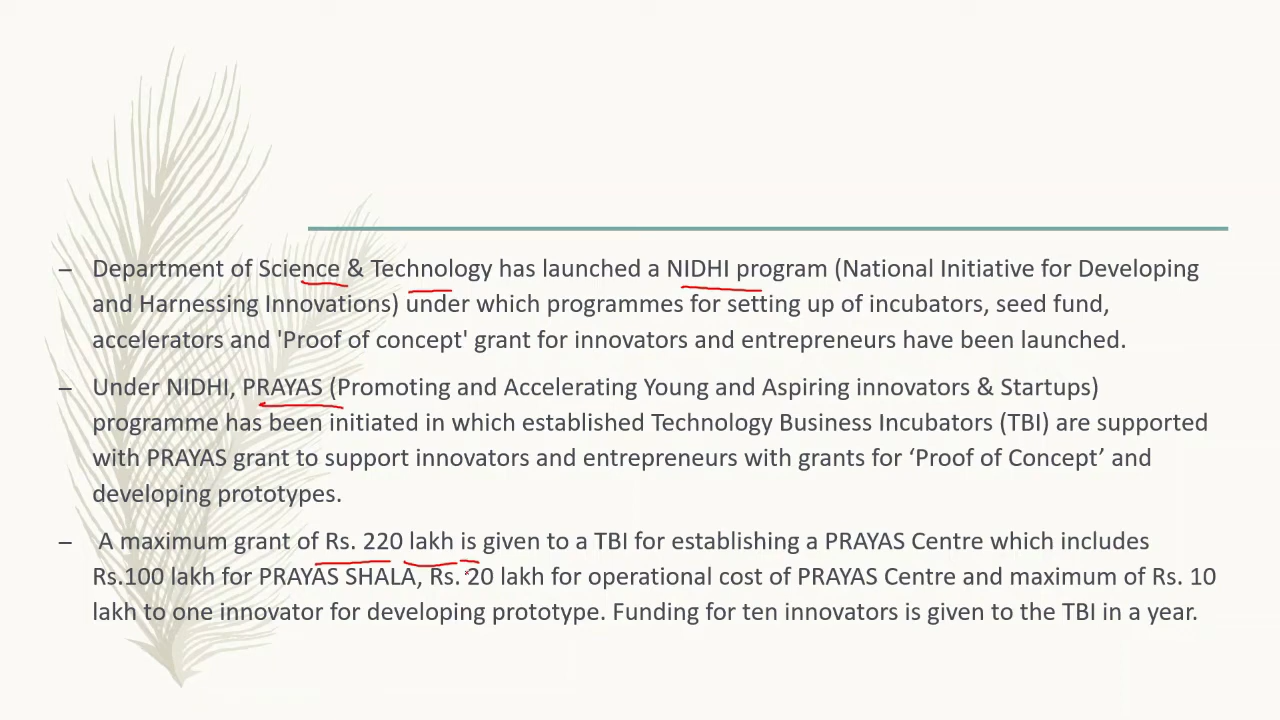 – Department of Science & Technology has launched a NIDHI program (National Initiative for Developing
and Harnessing Innovations) under which programmes for setting up of incubators, seed fund,
accelerators and 'Proof of concept' grant for innovators and entrepreneurs have been launched.
– Under NIDHI, PRAYAS (Promoting and Accelerating Young and Aspiring innovators & Startups)
programme has been initiated in which established Technology Business Incubators (TBI) are supported
with PRAYAS grant to support innovators and entrepreneurs with grants for ‘Proof of Concept’ and
developing prototypes.
– A maximum grant of Rs. 220 lakh is given to a TBI for establishing a PRAYAS Centre which includes
Rs.100 lakh for PRAYAS SHALA, Rs. 20 lakh for operational cost of PRAYAS Centre and maximum of Rs. 10
lakh to one innovator for developing prototype. Funding for ten innovators is given to the TBI in a year.